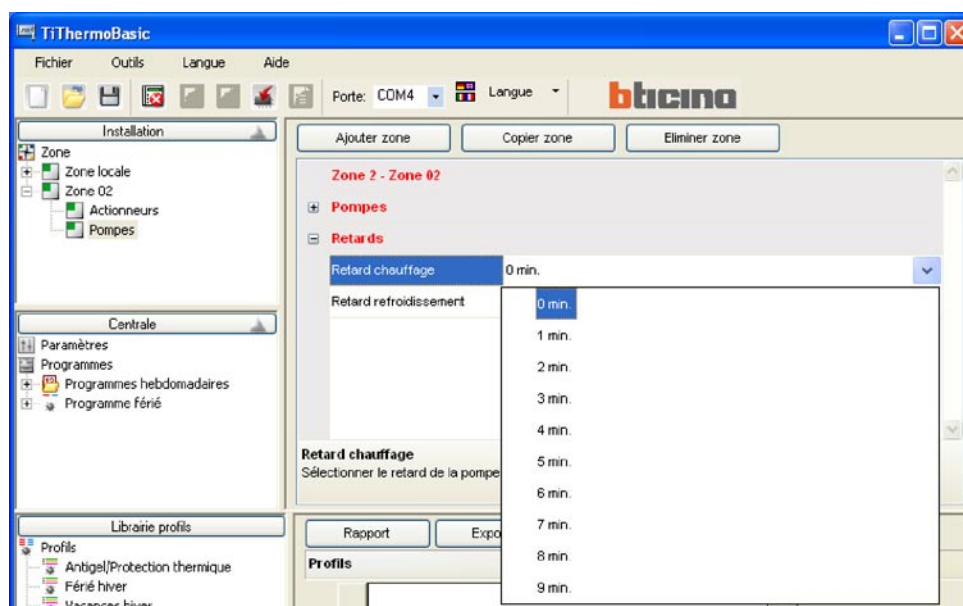 TiThermoBasic
Fichier Outils Langue Aide
Porte: COM4 Langue bticino
Installation
Zone
Zone locale
Zone 02
Actionneurs
Pompes
Ajouter zone Copier zone Eliminer zone
Zone 2 - Zone 02
Pompes
Retards
Retard chauffage 0 min.
Retard refroidissement
0 min.
1 min.
2 min.
3 min.
4 min.
5 min.
6 min.
7 min.
8 min.
9 min.
Retard chauffage
Sélectionner le retard de la pompe
Centrale
Paramètres
Programmes
Programmes hebdomadaires
Programme férié
Librairie profils
Profils
Antigel/Protection thermique
Férié hiver
Vacances hiver
Rapport Expo
Profils